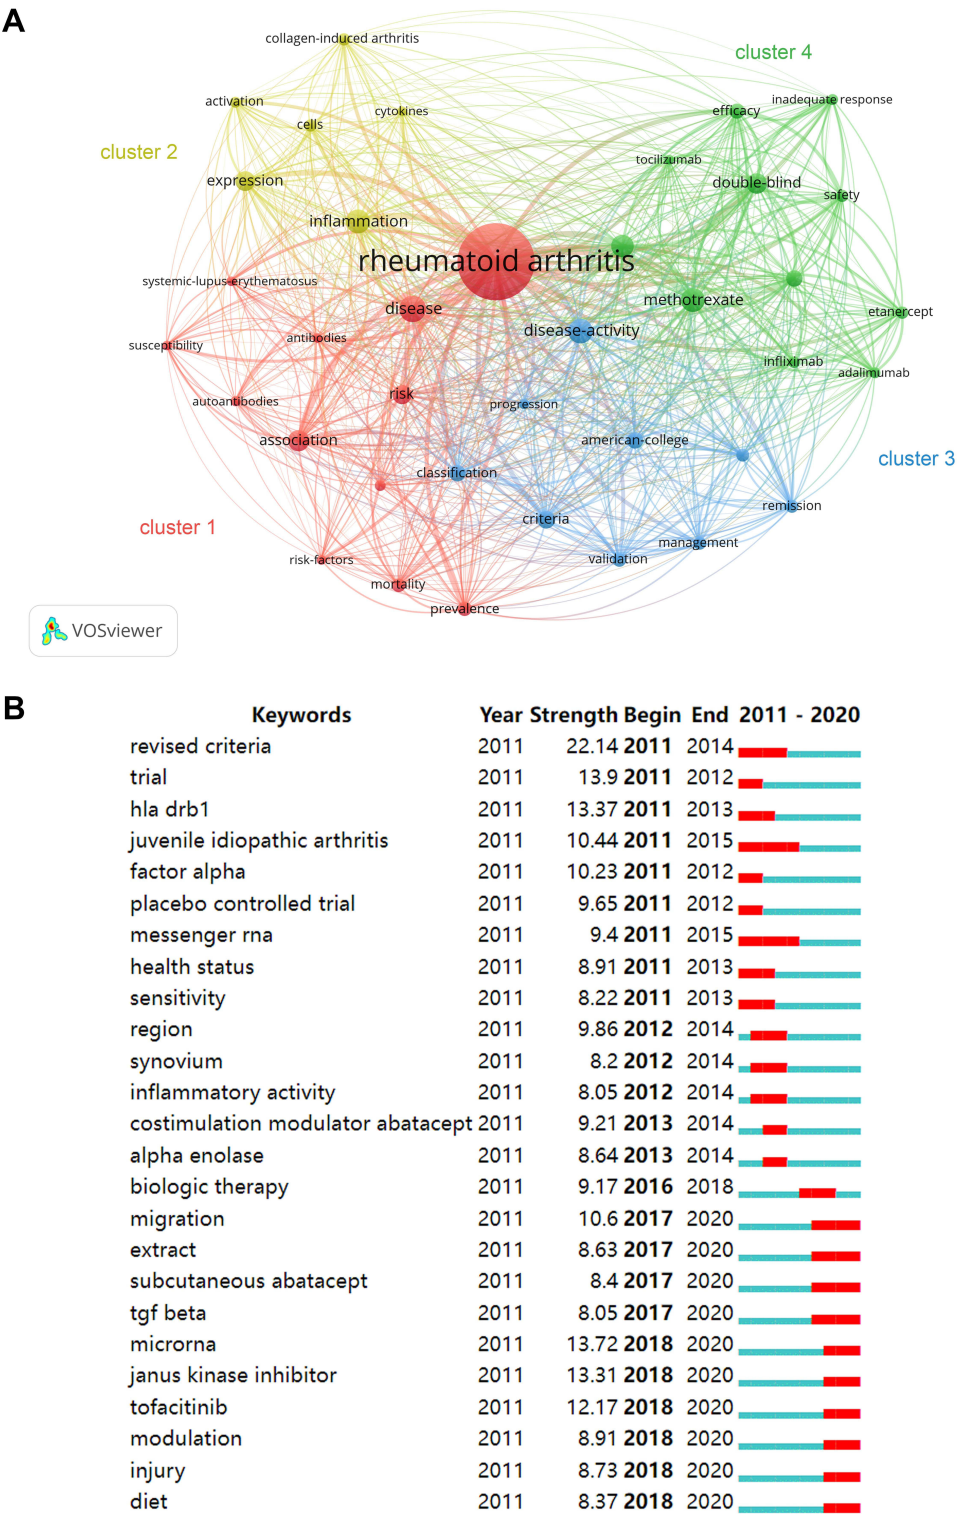 A
collagen-induced arthritis
cluster 4
activation
cytokines
efficacy
inadequate response
cells
cluster 2
tocilizumab
expression
double-blind
safety
inflammation
rheumatoid arthritis
systemic-lupus-erythematosus
disease
methotrexate
etanercept
disease-activity
antibodies
susceptibility
infliximab
adalimumab
risk
autoantibodies
progression
association
american-college
cluster 3
classification
remission
criteria
cluster 1
management
risk-factors
validation
mortality
prevalence
VOSviewer
B
Keywords Year Strength Begin End 2011 - 2020
revised criteria 2011 22.14 2011 2014
trial 2011 13.9 2011 2012
hla drb1 2011 13.37 2011 2013
juvenile idiopathic arthritis 2011 10.44 2011 2015
factor alpha 2011 10.23 2011 2012
placebo controlled trial 2011 9.65 2011 2012
messenger rna 2011 9.4 2011 2015
health status 2011 8.91 2011 2013
sensitivity 2011 8.22 2011 2013
region 2011 9.86 2012 2014
synovium 2011 8.2 2012 2014
inflammatory activity 2011 8.05 2012 2014
costimulation modulator abatacept 2011 9.21 2013 2014
alpha enolase 2011 8.64 2013 2014
biologic therapy 2011 9.17 2016 2018
migration 2011 10.6 2017 2020
extract 2011 8.63 2017 2020
subcutaneous abatacept 2011 8.4 2017 2020
tgf beta 2011 8.05 2017 2020
microrna 2011 13.72 2018 2020
janus kinase inhibitor 2011 13.31 2018 2020
tofacitinib 2011 12.17 2018 2020
modulation 2011 8.91 2018 2020
injury 2011 8.73 2018 2020
diet 2011 8.37 2018 2020